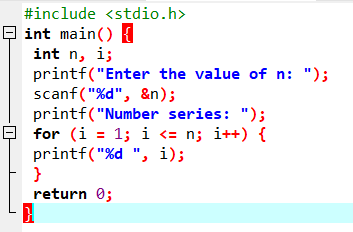 #include <stdio.h>
int main() {
int n, i;
printf("Enter the value of n: ");
scanf("%d", &n);
printf("Number series: ");
for (i = 1; i <= n; i++) {
printf("%d ", i);
}
return 0;
}